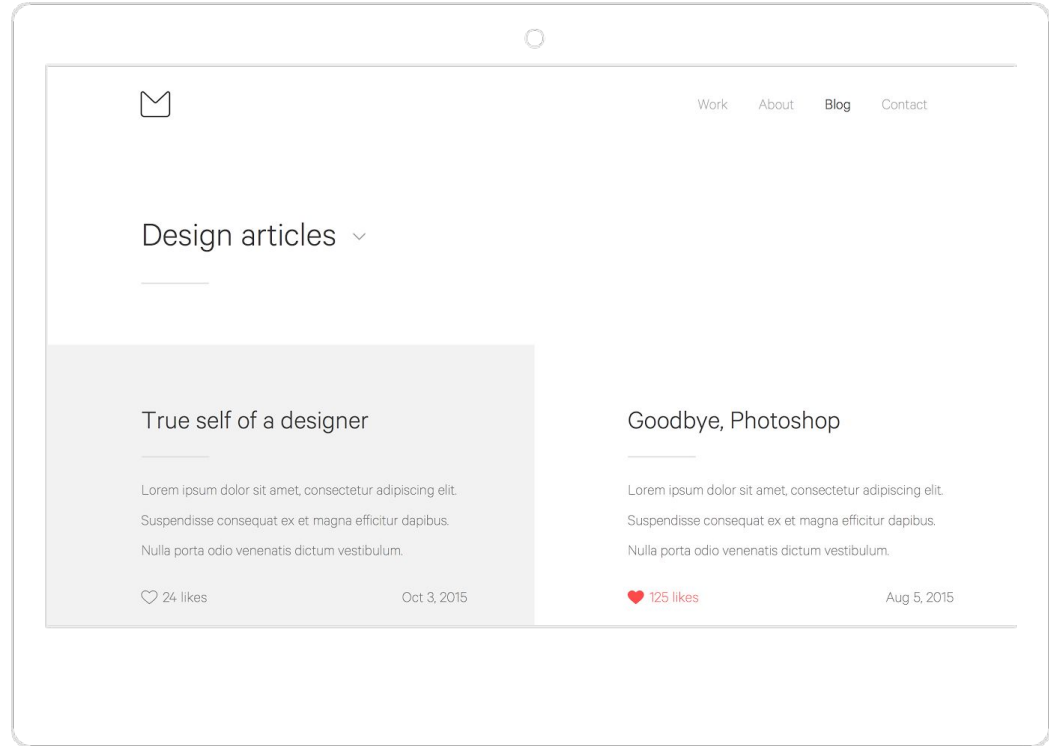 Work About Blog Contact
Design articles
True self of a designer
Lorem ipsum dolor sit amet, consectetur adipiscing elit.
Suspendisse consequat ex et magna efficitur dapibus.
Nulla porta odio venenatis dictum vestibulum.
24 likes Oct 3, 2015
Goodbye, Photoshop
Lorem ipsum dolor sit amet, consectetur adipiscing elit.
Suspendisse consequat ex et magna efficitur dapibus.
Nulla porta odio venenatis dictum vestibulum.
125 likes Aug 5, 2015